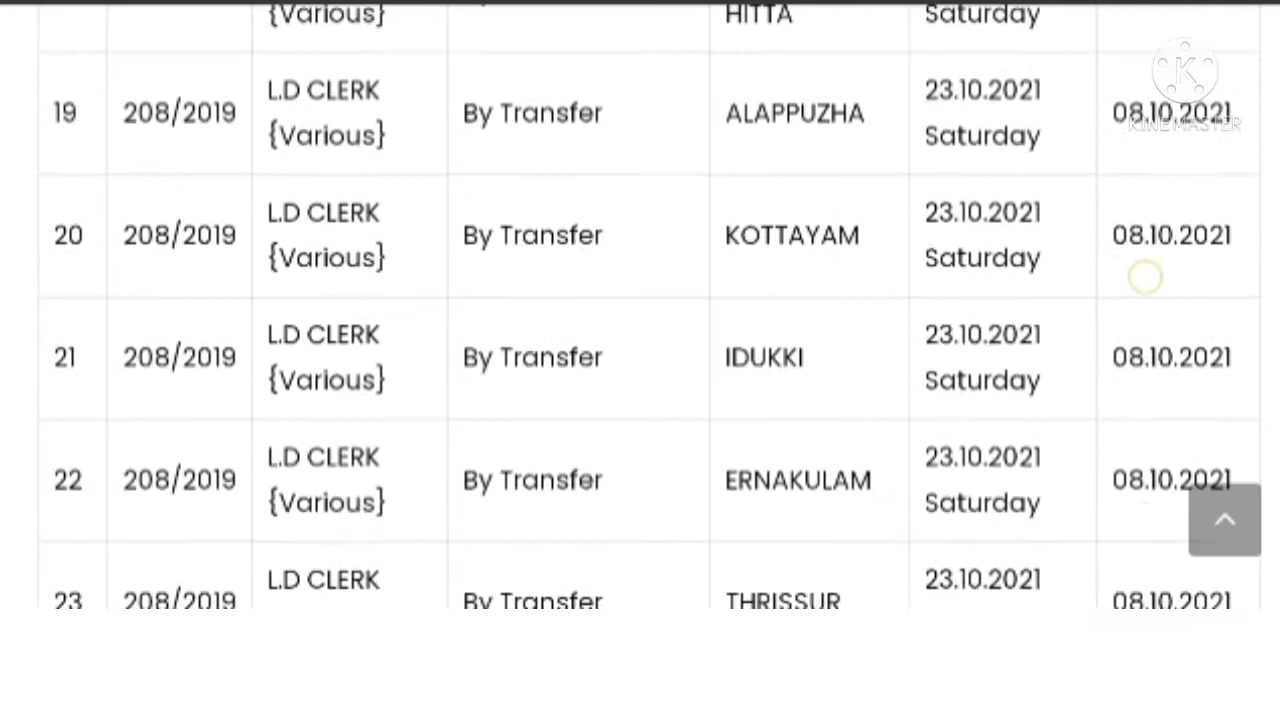 {Various} HITTA Saturday
19 208/2019 L.D CLERK {Various} By Transfer ALAPPUZHA 23.10.2021 Saturday 08.10.2021
KINEMASTER
20 208/2019 L.D CLERK {Various} By Transfer KOTTAYAM 23.10.2021 Saturday 08.10.2021
21 208/2019 L.D CLERK {Various} By Transfer IDUKKI 23.10.2021 Saturday 08.10.2021
22 208/2019 L.D CLERK {Various} By Transfer ERNAKULAM 23.10.2021 Saturday 08.10.2021
23 208/2019 L.D CLERK By Transfer THRISSUR 23.10.2021 08.10.2021